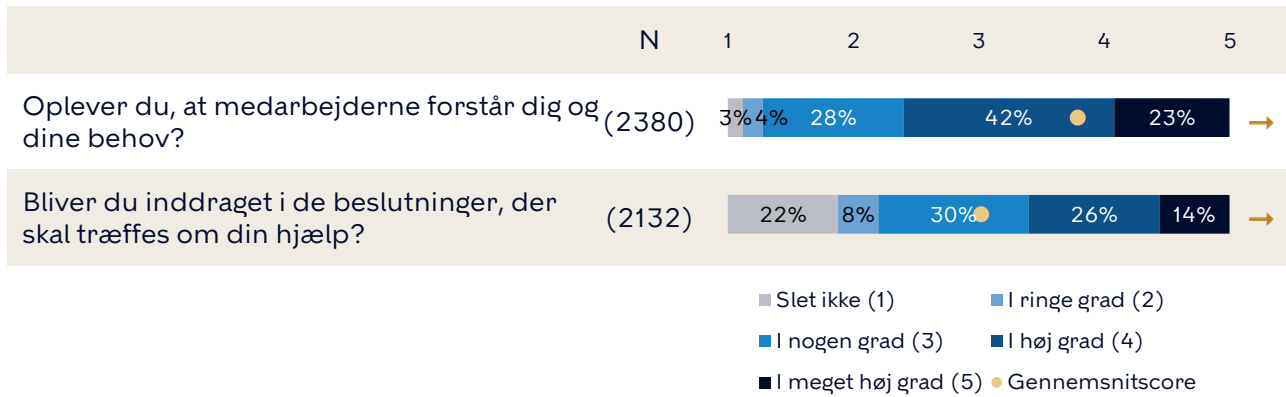 N 1 2 3 4 5
Oplever du, at medarbejderne forstår dig og
dine behov?
(2380) 3% 4% 28% 42% 23% →
Bliver du inddraget i de beslutninger, der
skal træffes om din hjælp?
(2132) 22% 8% 30% 26% 14% →
Slet ikke (1) I ringe grad (2)
I nogen grad (3) I høj grad (4)
I meget høj grad (5) Gennemsnitscore